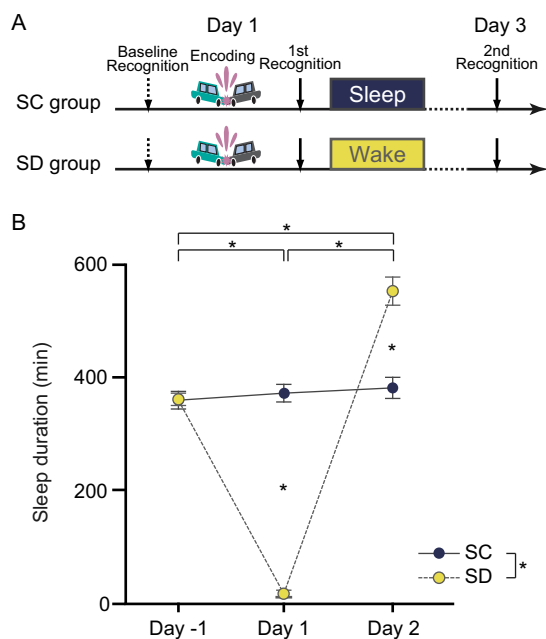 A
Day 1
Day 3
Baseline
Recognition
Encoding
1st
Recognition
2nd
Recognition
SC group
Sleep
SD group
Wake
B
*
* *
600
400
200
0
Sleep duration (min)
*
*
SC
SD
*
Day -1 Day 1 Day 2